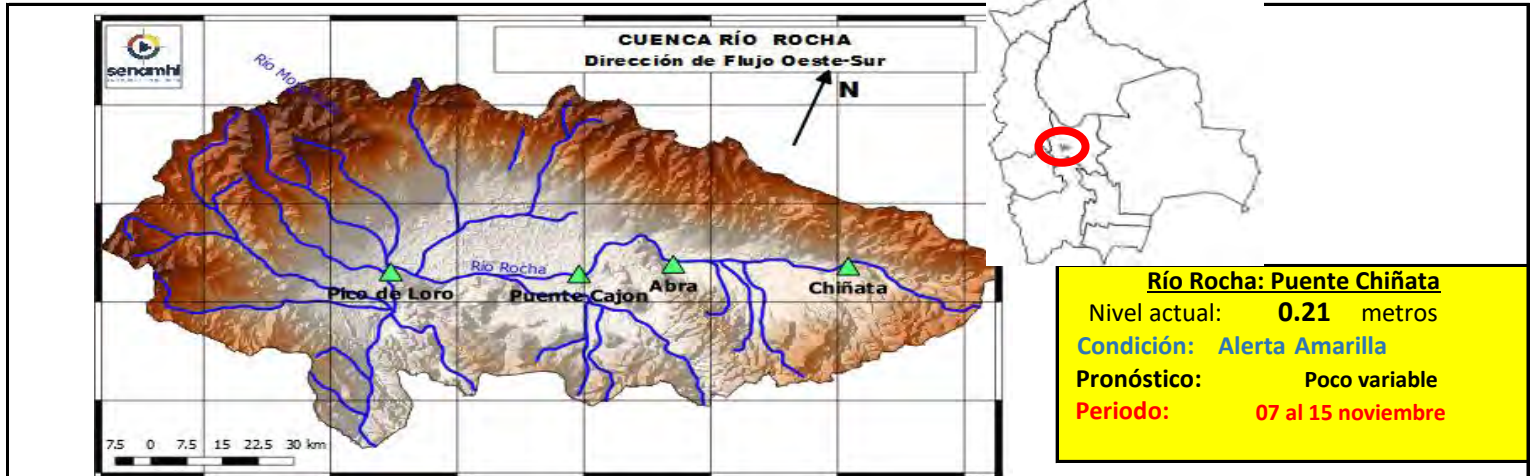 senamhi
CUENCA RÍO ROCHA
Dirección de Flujo Oeste-Sur
N
Río
Río Rocha
Pico de Loro
Puente Cajon
Abra
Chiñata
7.5 0 7.5 15 22.5 30 km
Río Rocha: Puente Chiñata
Nivel actual: 0.21 metros
Condición: Alerta Amarilla
Pronóstico: Poco variable
Periodo: 07 al 15 noviembre